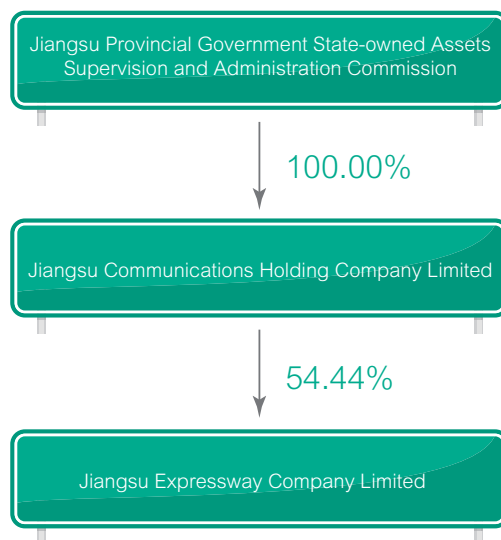 Jiangsu Provincial Government State-owned Assets
Supervision and Administration Commission
100.00%
Jiangsu Communications Holding Company Limited
54.44%
Jiangsu Expressway Company Limited